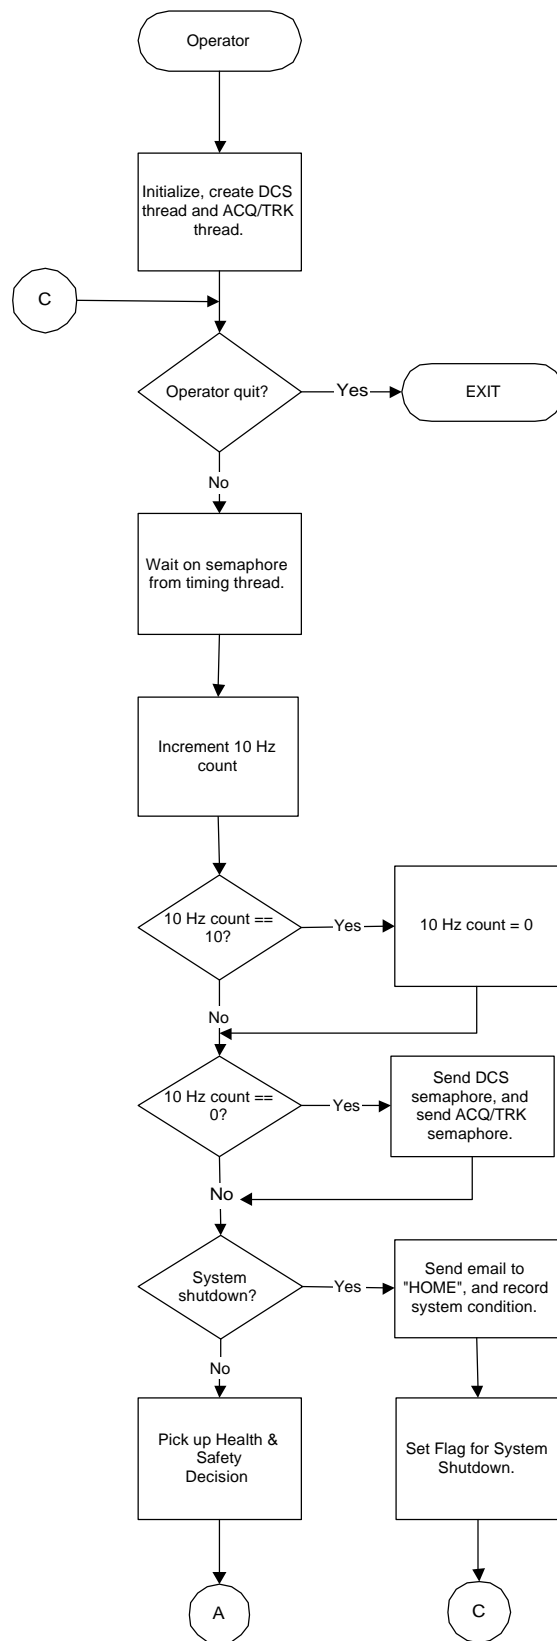 Operator
Initialize, create DCS
thread and ACQ/TRK
thread.
C
Operator quit?
Yes
EXIT
No
Wait on semaphore
from timing thread.
Increment 10 Hz
count
10 Hz count ==
10?
Yes
10 Hz count = 0
No
10 Hz count ==
0?
Yes
Send DCS
semaphore, and
send ACQ/TRK
semaphore.
No
System
shutdown?
Yes
Send email to
"HOME", and record
system condition.
No
Pick up Health &
Safety
Decision
Set Flag for System
Shutdown.
A
C